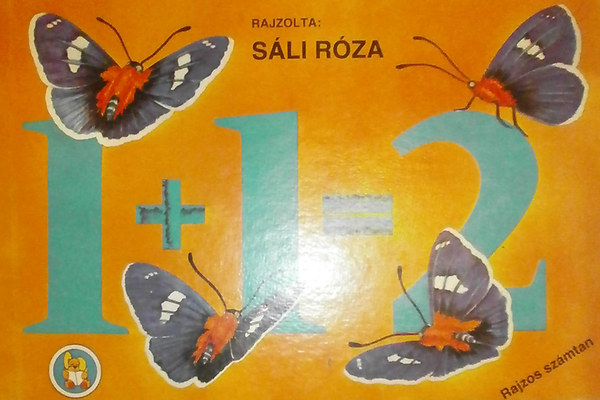 RAJZOLTA:
SÁLI RÓZA
1+1=2
Rajzos számtan